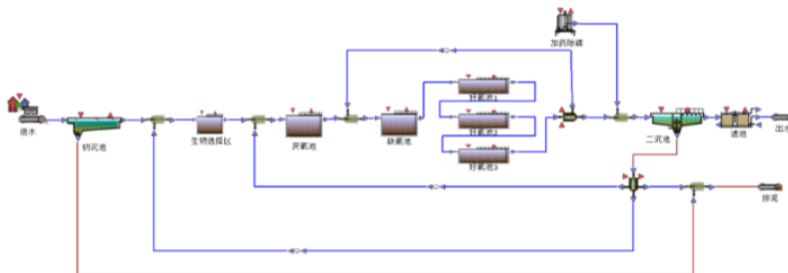 加药除磷
进水
初沉池
生物选择区
厌氧池
缺氧池
好氧池1
好氧池2
好氧池3
二沉池
滤池
出水
排泥